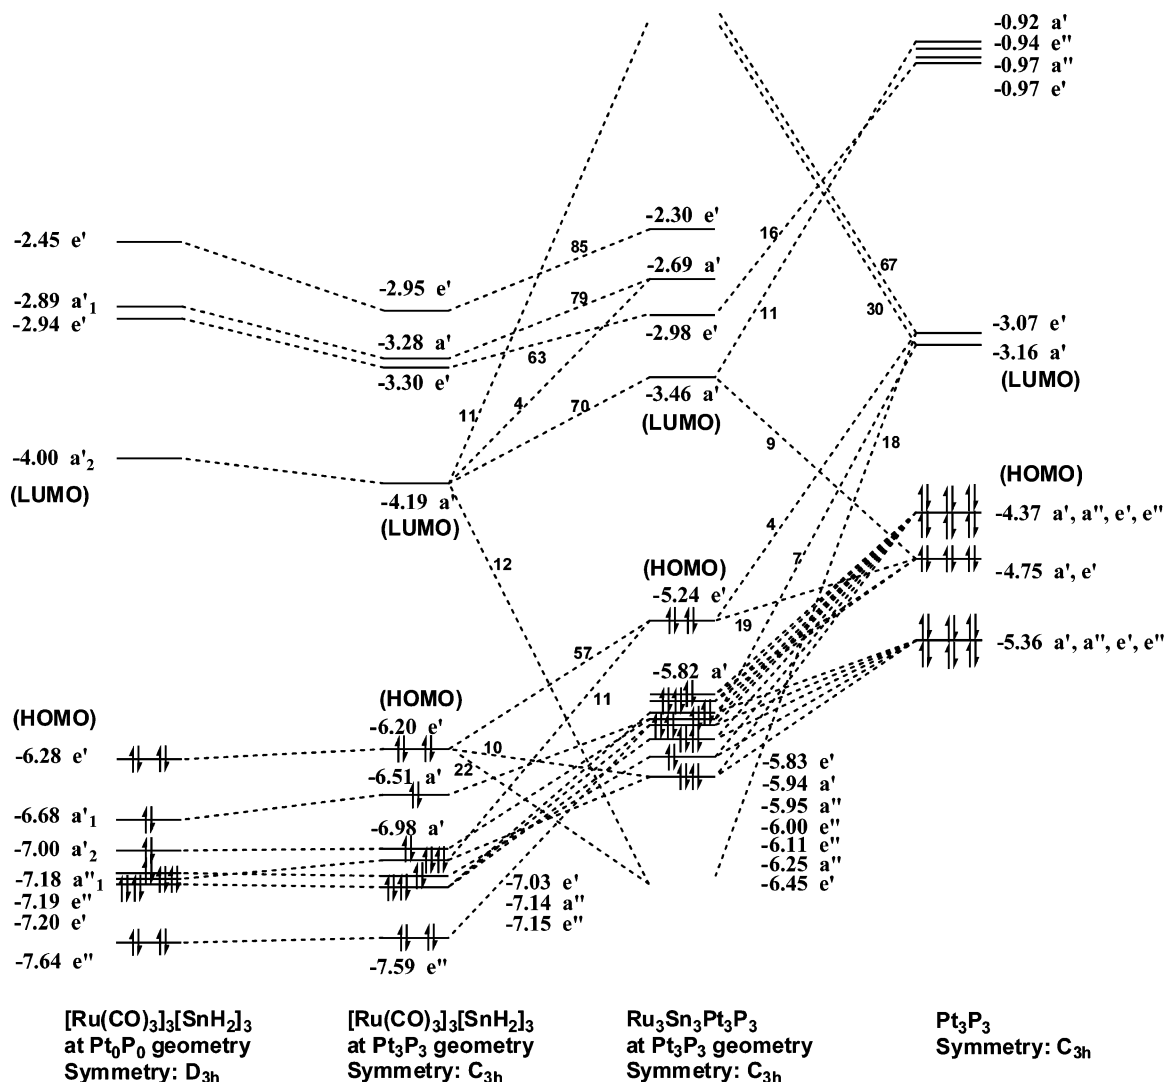 -0.92 a'
-0.94 e"
-0.97 a"
-0.97 e'
-2.30 e'
-2.45 e'
16
85
67
-2.69 a'
-2.95 e'
-2.89 a'1
79
11
30
-3.07 e'
-2.94 e'
-2.98 e'
-3.28 a'
-3.16 a'
63
(LUMO)
-3.30 e'
-3.46 a'
11
4
70
(LUMO)
9
18
-4.00 a'2
(HOMO)
(LUMO)
-4.19 a'
(LUMO)
-4.37 a', a", e', e"
4
7
12
(HOMO)
-4.75 a', e'
-5.24 e'
19
57
-5.36 a', a", e', e"
-5.82 a'
(HOMO)
11
(HOMO)
-6.20 e'
10
-6.28 e'
22
-5.83 e'
-6.51 a'
-5.94 a'
-5.95 a"
-6.68 a'1
-6.98 a'
-6.00 e"
-7.00 a'2
-6.11 e"
-6.25 a"
-7.18 a"1
-7.03 e'
-6.45 e'
-7.19 e"
-7.14 a"
-7.20 e'
-7.15 e"
-7.64 e"
-7.59 e"
[Ru(CO)3]3[SnH2]3
at Pt0P0 geometry
Symmetry: D3h
[Ru(CO)3]3[SnH2]3
at Pt3P3 geometry
Symmetry: C3h
Ru3Sn3Pt3P3
at Pt3P3 geometry
Symmetry: C3h
Pt3P3
Symmetry: C3h